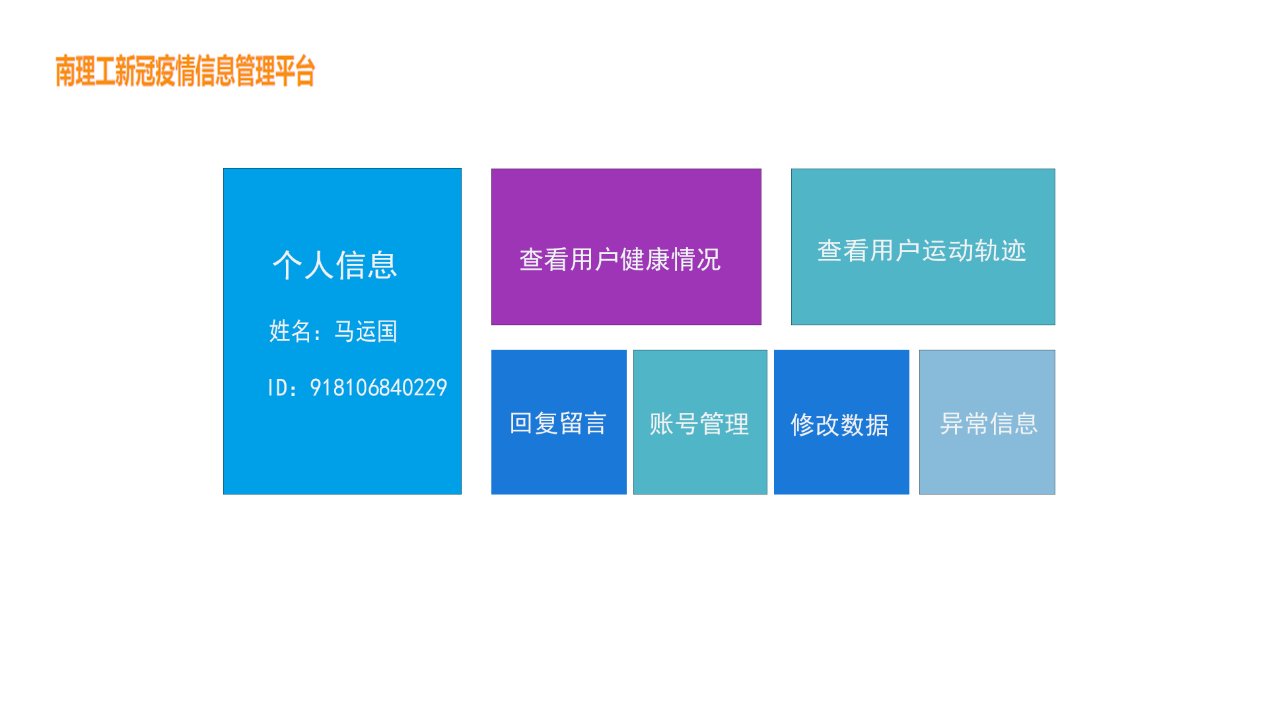 南理工新冠疫情信息管理平台
个人信息
姓名：马运国
ID：918106840229
查看用户健康情况
查看用户运动轨迹
回复留言
账号管理
修改数据
异常信息